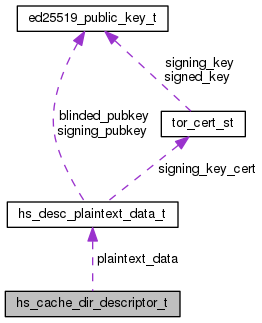 ed25519_public_key_t
signing_key
signed_key
blinded_pubkey
signing_pubkey
tor_cert_st
signing_key_cert
hs_desc_plaintext_data_t
plaintext_data
hs_cache_dir_descriptor_t